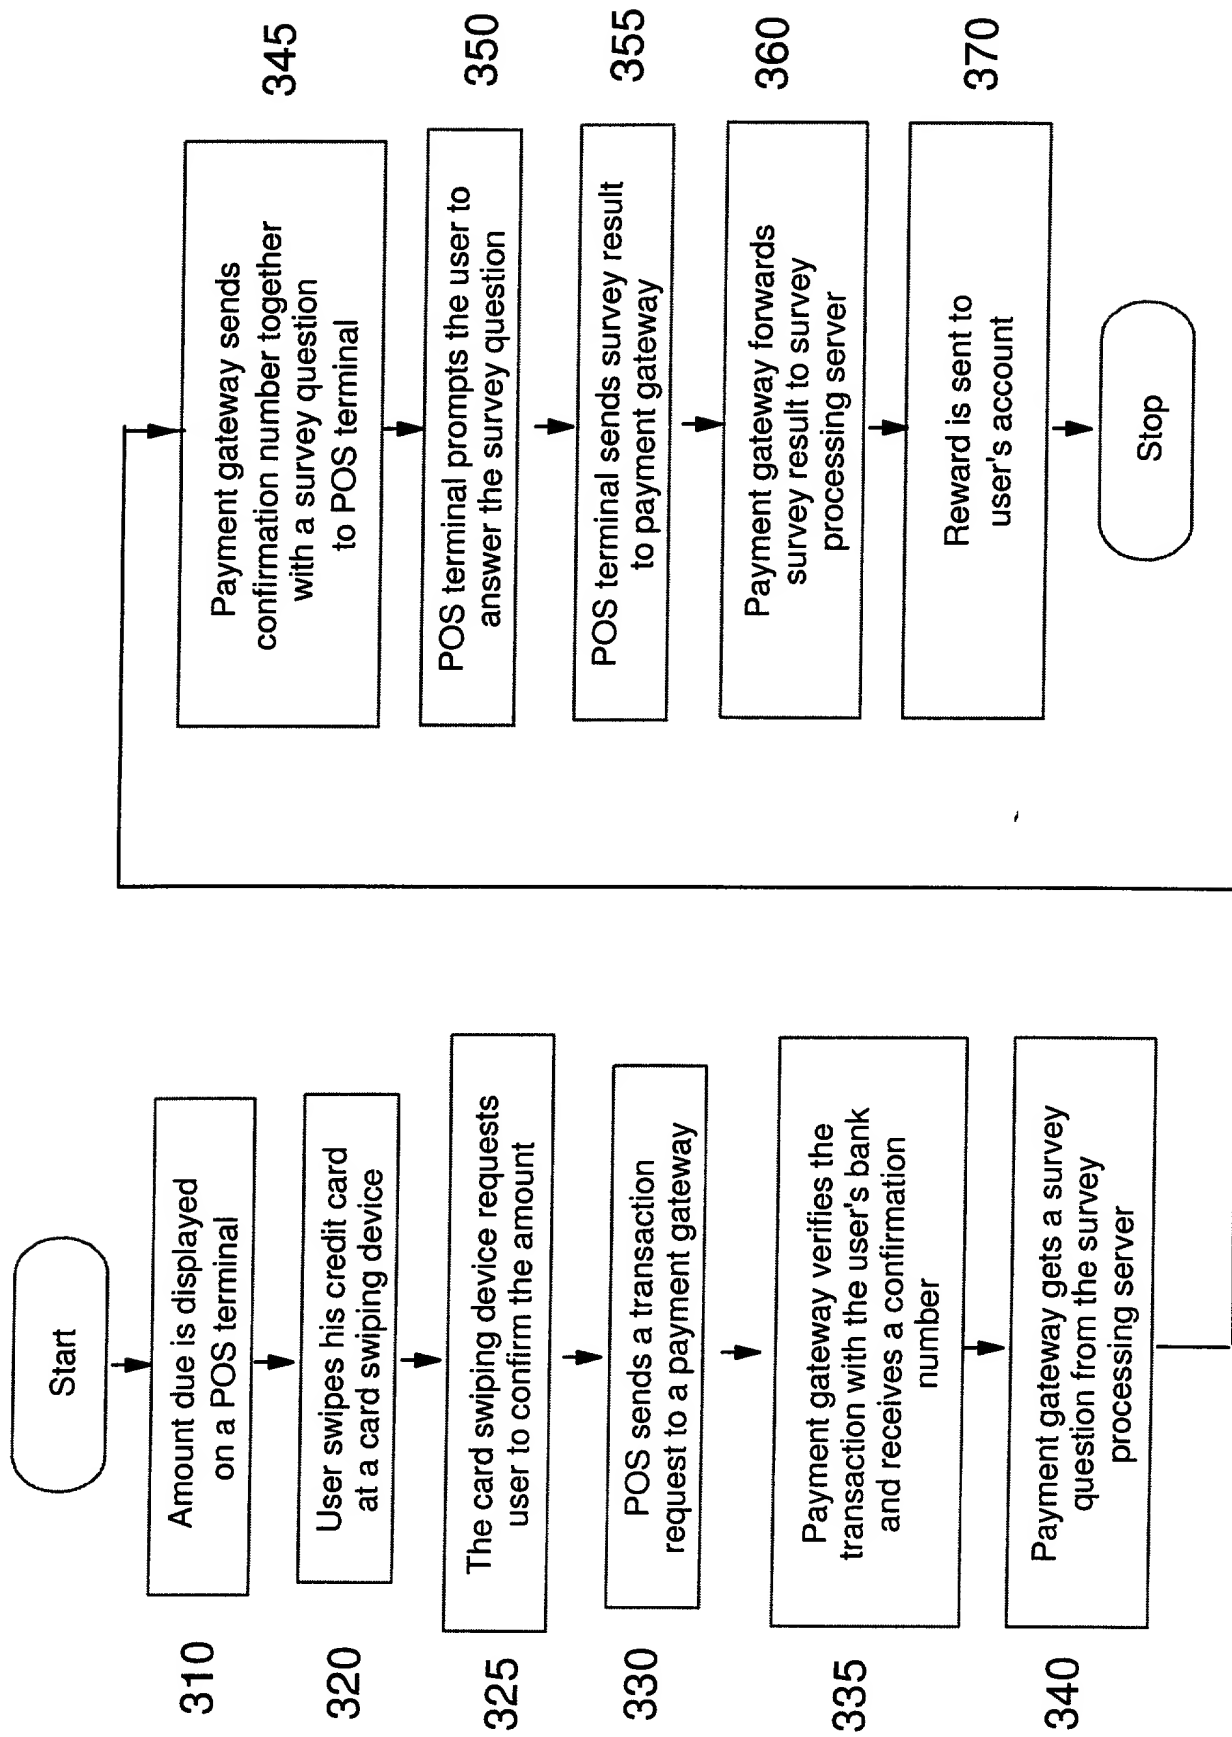 Start
310
Amount due is displayed
on a POS terminal
320
User swipes his credit card
at a card swiping device
325
The card swiping device requests
user to confirm the amount
330
POS sends a transaction
request to a payment gateway
335
Payment gateway verifies the
transaction with the user's bank
and receives a confirmation
number
340
Payment gateway gets a survey
question from the survey
processing server
345
Payment gateway sends
confirmation number together
with a survey question
to POS terminal
350
POS terminal prompts the user to
answer the survey question
355
POS terminal sends survey result
to payment gateway
360
Payment gateway forwards
survey result to survey
processing server
370
Reward is sent to
user's account
Stop